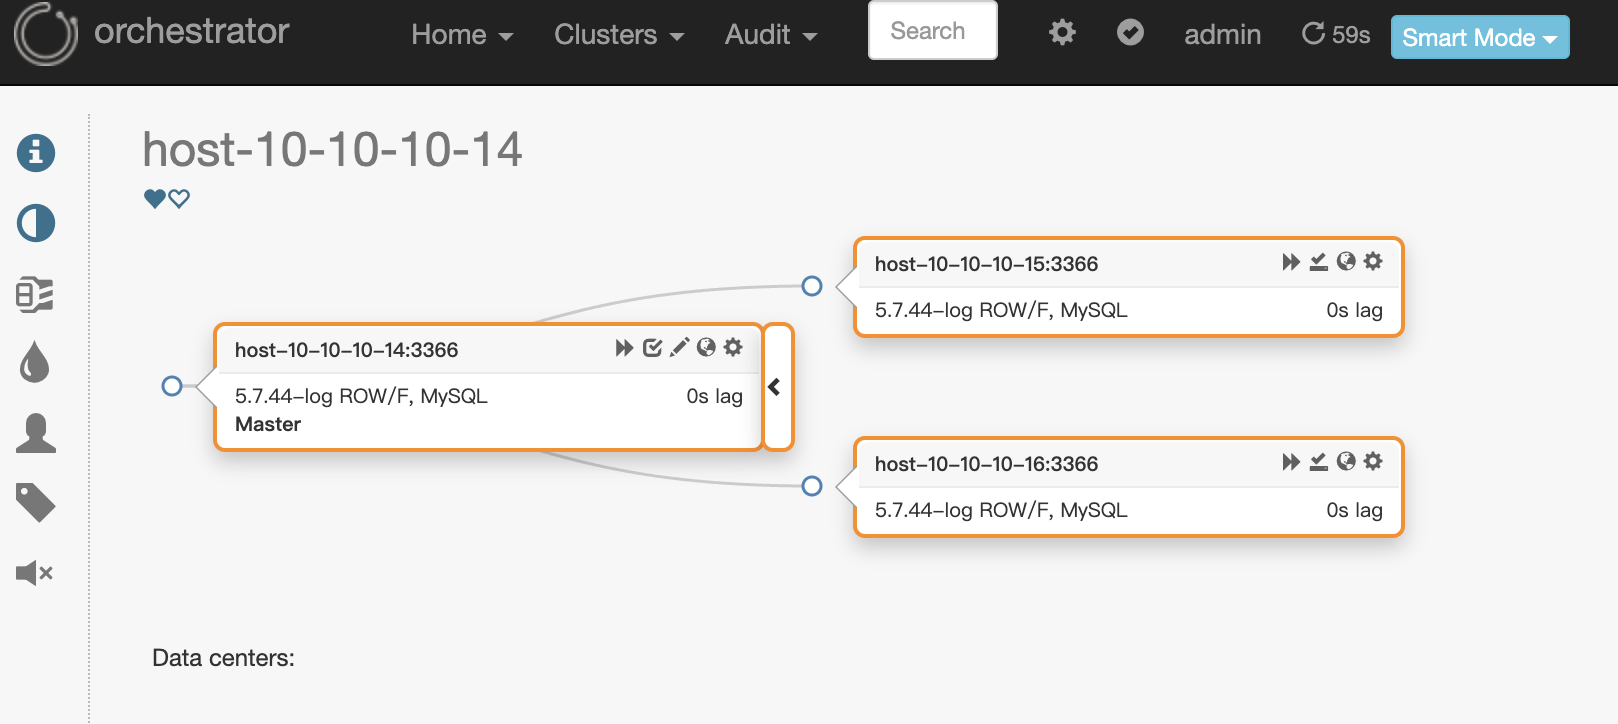 orchestrator Home Clusters Audit Search admin 59s Smart Mode
host-10-10-10-14
host-10-10-10-15:3366
5.7.44-log ROW/F, MySQL 0s lag
host-10-10-10-14:3366
5.7.44-log ROW/F, MySQL 0s lag
Master
host-10-10-10-16:3366
5.7.44-log ROW/F, MySQL 0s lag
Data centers: